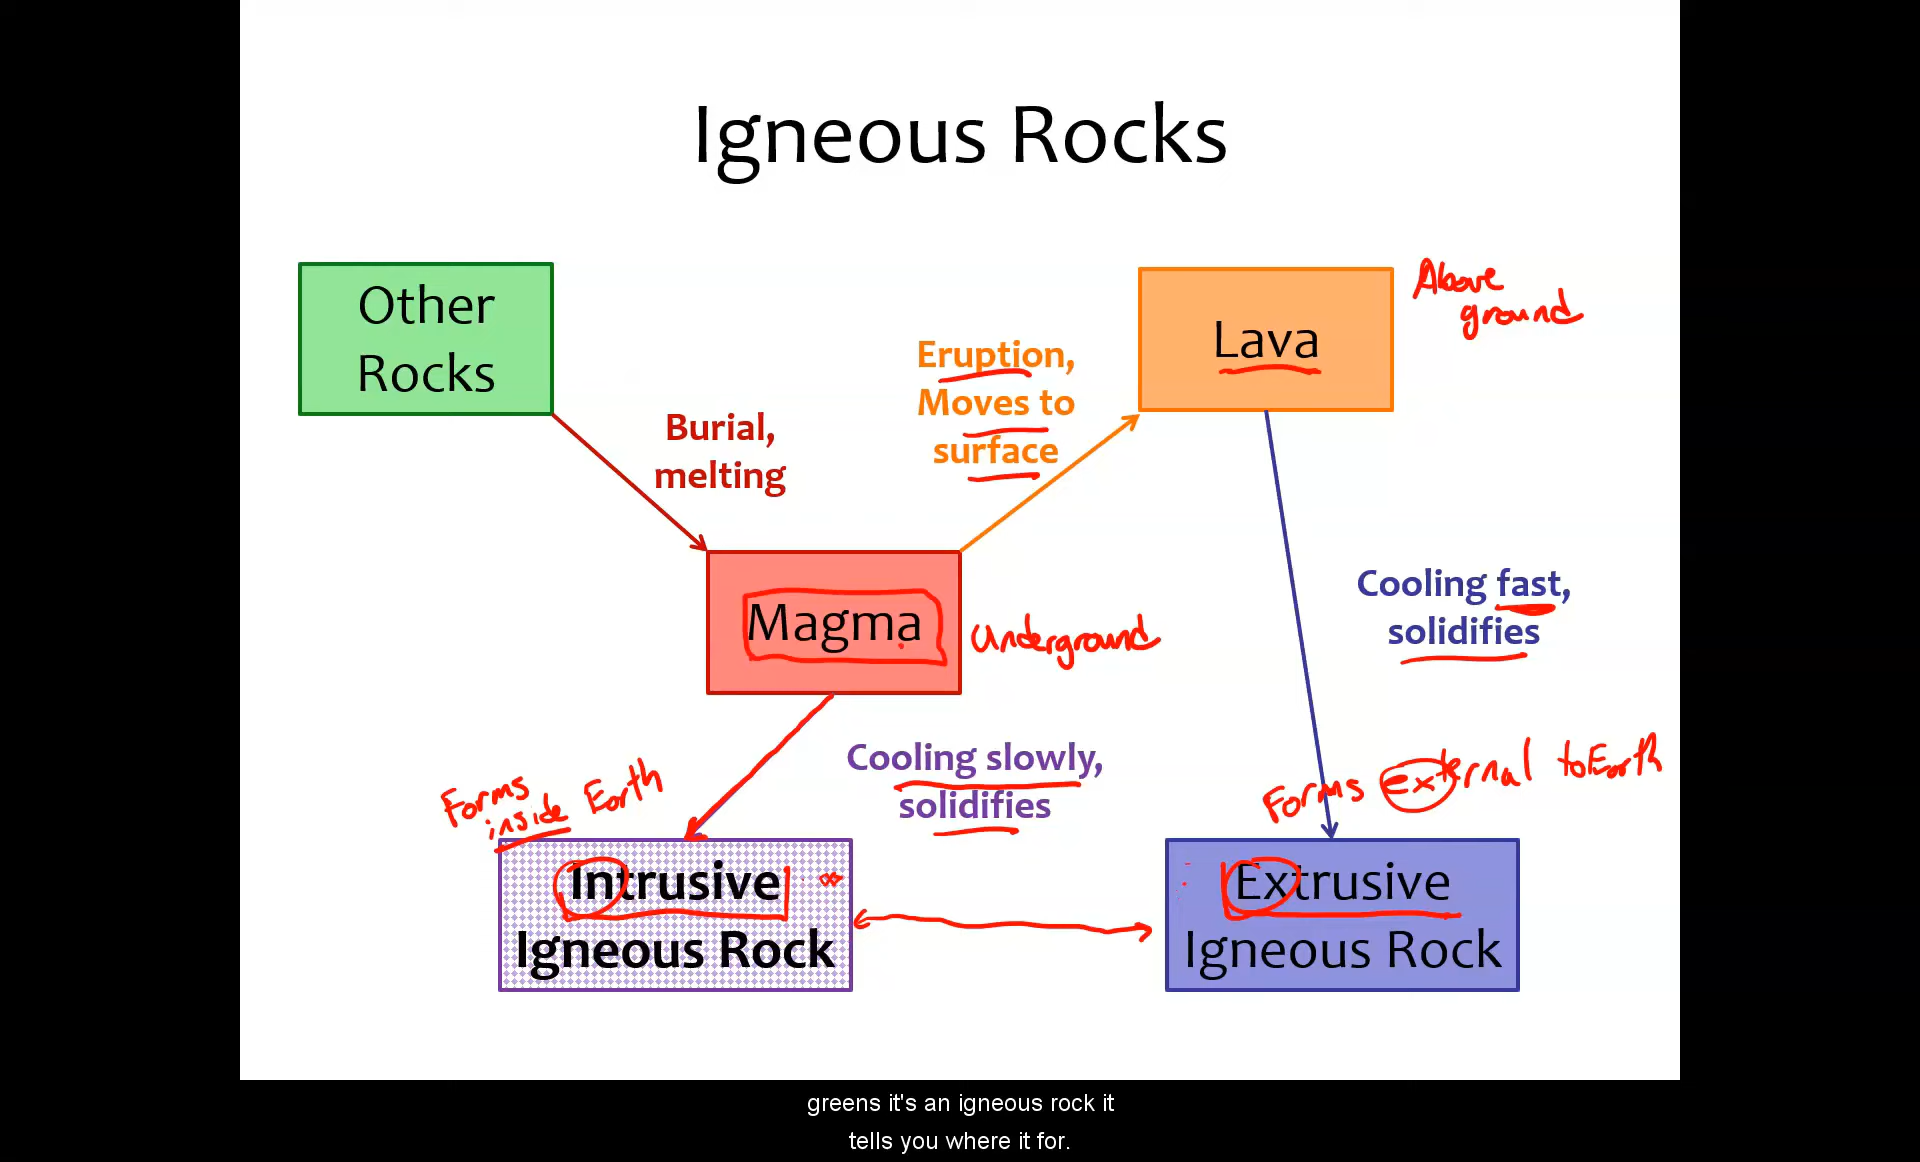 Igneous Rocks
Other
Rocks
Burial,
melting
Eruption,
Moves to
surface
Lava
Above
ground
Magma
Underground
Cooling fast,
solidifies
Cooling slowly,
solidifies
Forms
inside Earth
Forms external to Earth
Intrusive
Igneous Rock
Extrusive
Igneous Rock
greens it's an igneous rock it
tells you where it for.